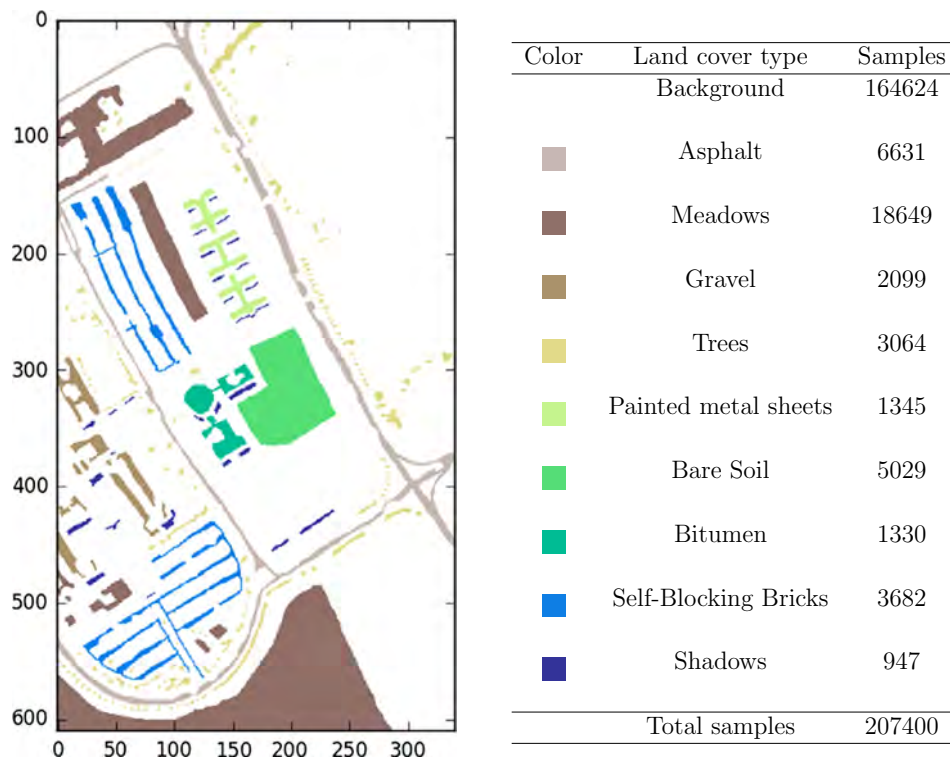 0
100
200
300
400
500
600
0 50 100 150 200 250 300
Color Land cover type Samples
Background 164624
Asphalt 6631
Meadows 18649
Gravel 2099
Trees 3064
Painted metal sheets 1345
Bare Soil 5029
Bitumen 1330
Self-Blocking Bricks 3682
Shadows 947
Total samples 207400